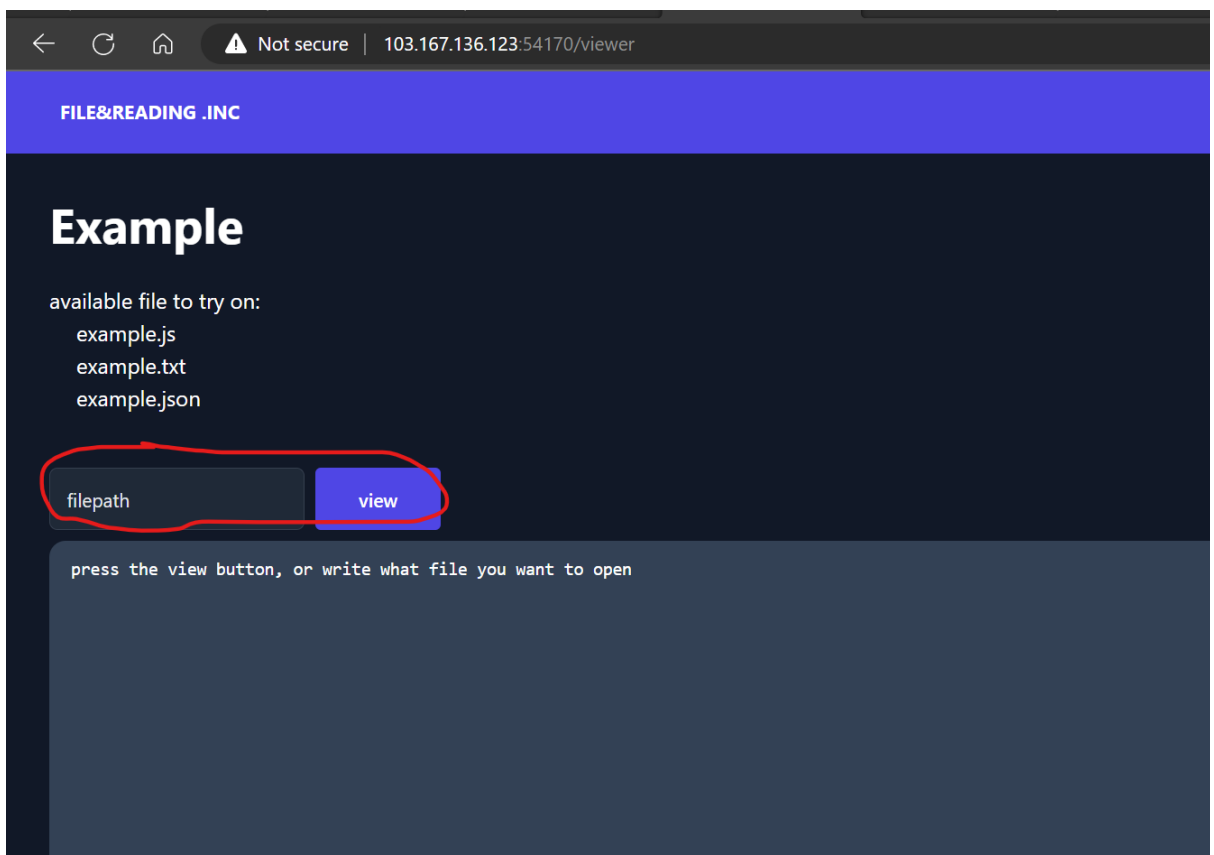 Not secure | 103.167.136.123:54170/viewer
FILE&READING .INC
Example
available file to try on:
example.js
example.txt
example.json
filepath view
press the view button, or write what file you want to open